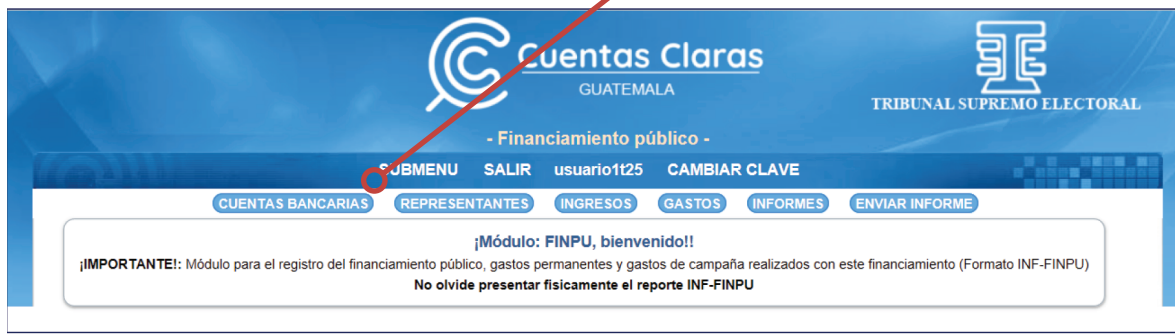 Cuentas Claras
GUATEMALA
TRIBUNAL SUPREMO ELECTORAL
- Financiamiento público -
SUBMENU SALIR usuario1t25 CAMBIAR CLAVE
CUENTAS BANCARIAS REPRESENTANTES INGRESOS GASTOS INFORMES ENVIAR INFORME
¡Módulo: FINPU, bienvenido!!
¡IMPORTANTE!: Módulo para el registro del financiamiento público, gastos permanentes y gastos de campaña realizados con este financiamiento (Formato INF-FINPU)
No olvide presentar fisicamente el reporte INF-FINPU